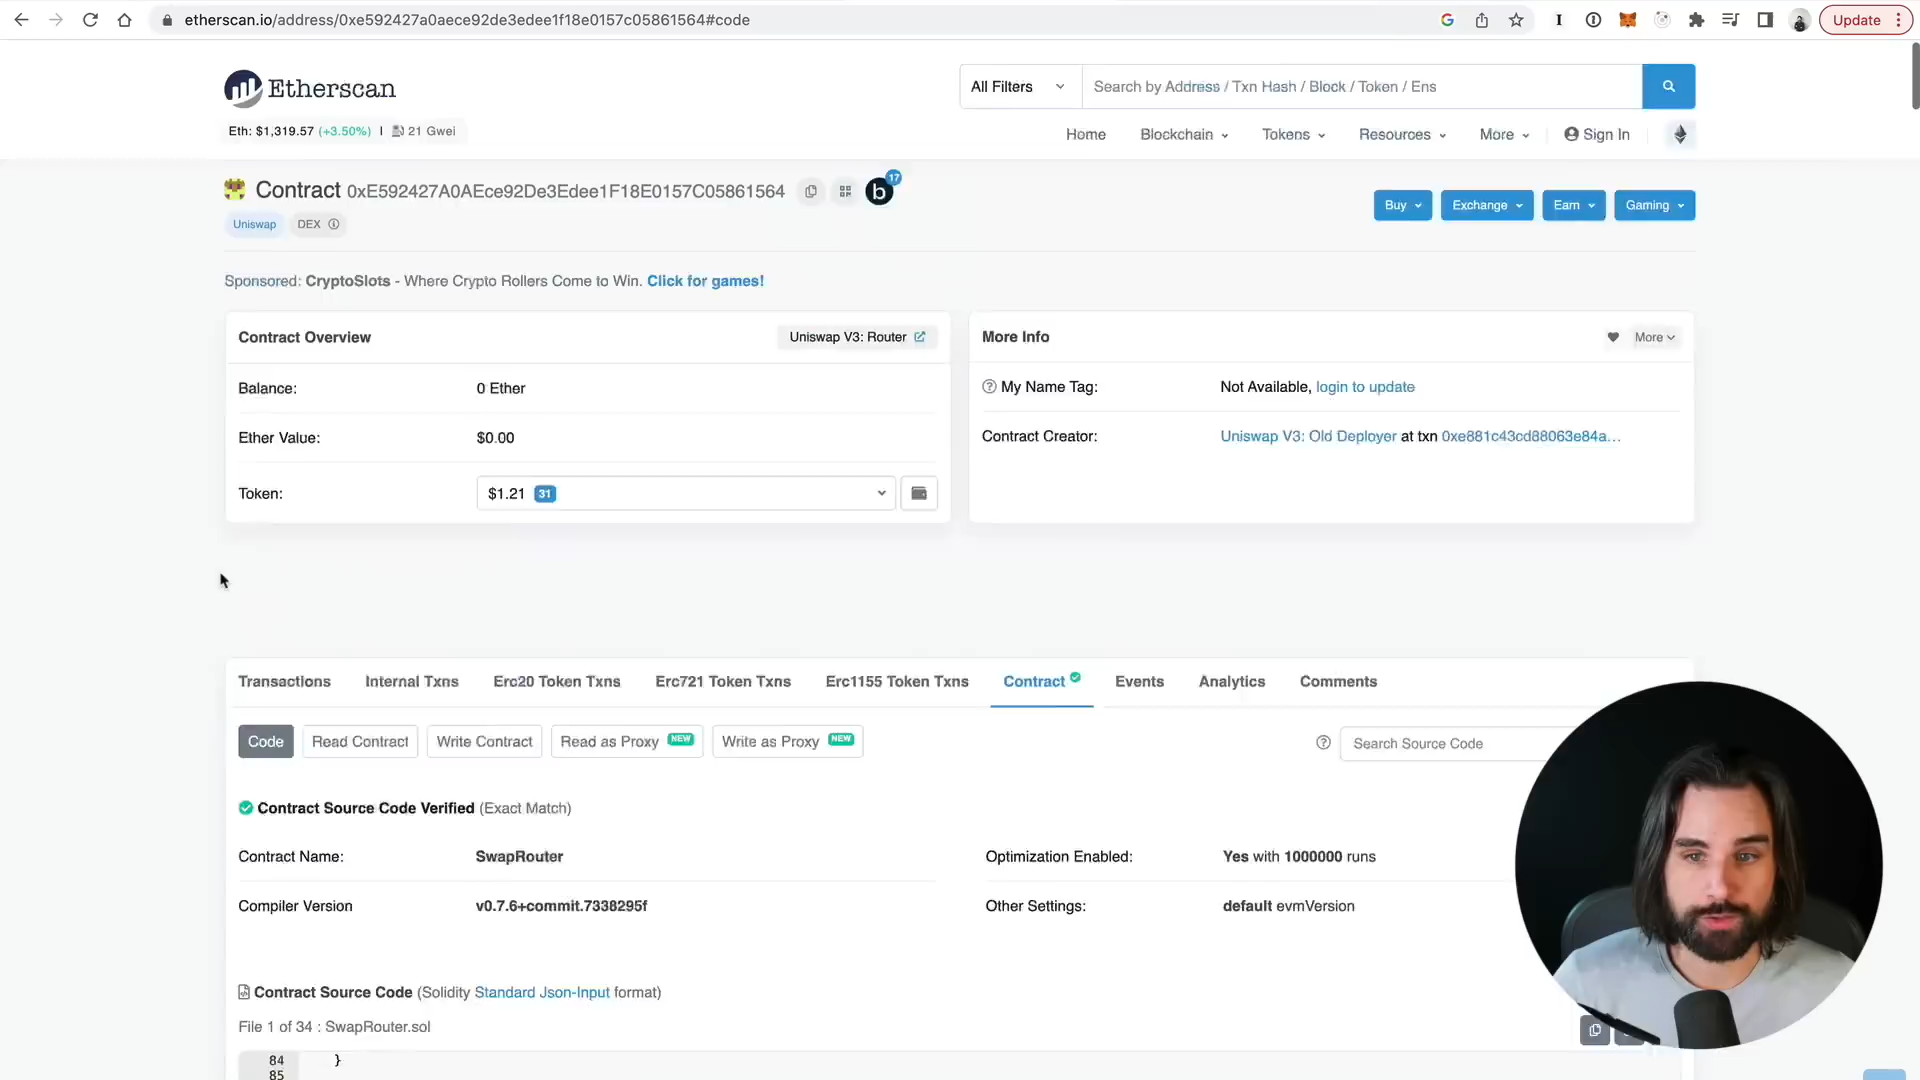 etherscan.io/address/0xe592427a0aece92de3edee1f18e0157c05861564#code
Update
Etherscan
All Filters
Search by Address / Txn Hash / Block / Token / Ens
Eth: $1,319.57 (+3.50%) | 21 Gwei
Home Blockchain Tokens Resources More Sign In
Contract 0xE592427A0AEce92De3Edee1F18E0157C05861564
b 17
Uniswap DEX
Buy Exchange Earn Gaming
Sponsored: CryptoSlots - Where Crypto Rollers Come to Win. Click for games!
Contract Overview
Uniswap V3: Router
Balance: 0 Ether
Ether Value: $0.00
Token: $1.21 31
More Info
More
My Name Tag: Not Available, login to update
Contract Creator: Uniswap V3: Old Deployer at txn 0xe881c43cd88063e84a...
Transactions Internal Txns Erc20 Token Txns Erc721 Token Txns Erc1155 Token Txns Contract Events Analytics Comments
Code Read Contract Write Contract Read as Proxy NEW Write as Proxy NEW
Search Source Code
Contract Source Code Verified (Exact Match)
Contract Name: SwapRouter
Optimization Enabled: Yes with 1000000 runs
Compiler Version v0.7.6+commit.7338295f
Other Settings: default evmVersion
Contract Source Code (Solidity Standard Json-Input format)
File 1 of 34 : SwapRouter.sol
84 }
85